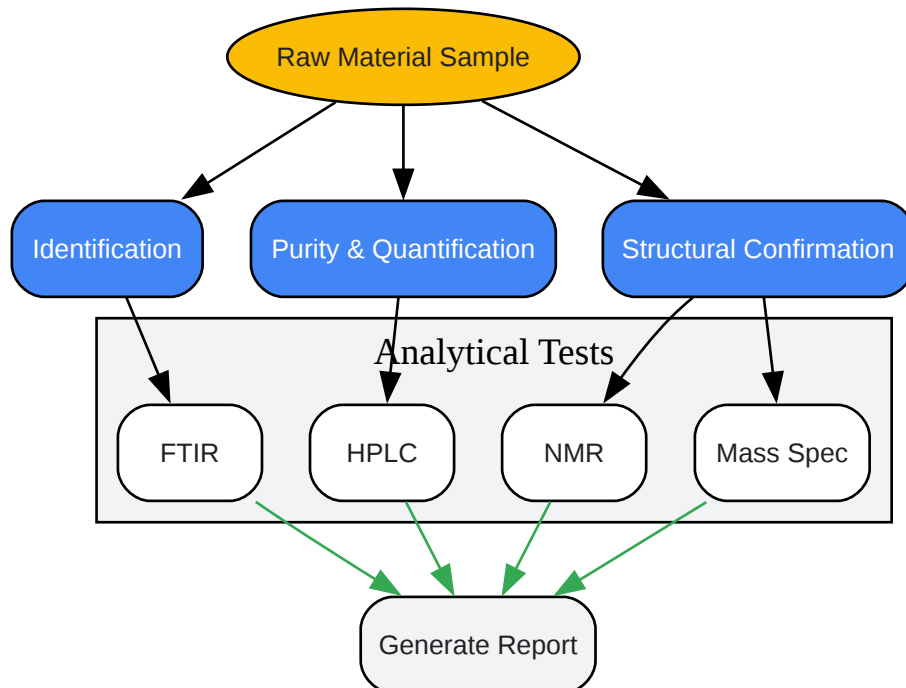 Raw Material Sample
Identification
Purity & Quantification
Structural Confirmation
Analytical Tests
FTIR
HPLC
NMR
Mass Spec
Generate Report